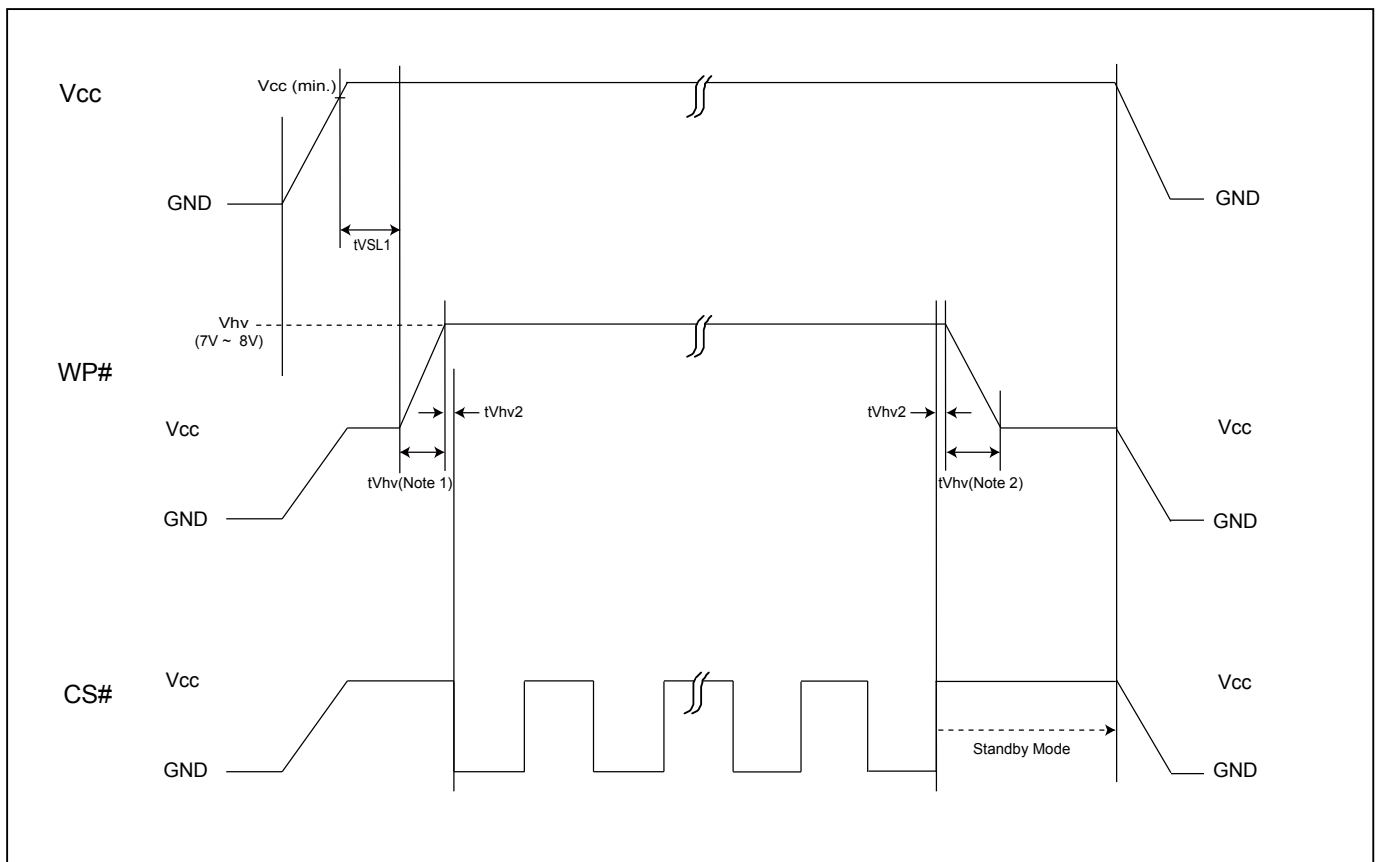 Vcc
Vcc (min.)
GND
GND
tVSL1
Vhv
(7V ~ 8V)
WP#
tVhv2
tVhv2
Vcc
Vcc
tVhv(Note 1)
tVhv(Note 2)
GND
GND
CS#
Vcc
Vcc
Standby Mode
GND
GND